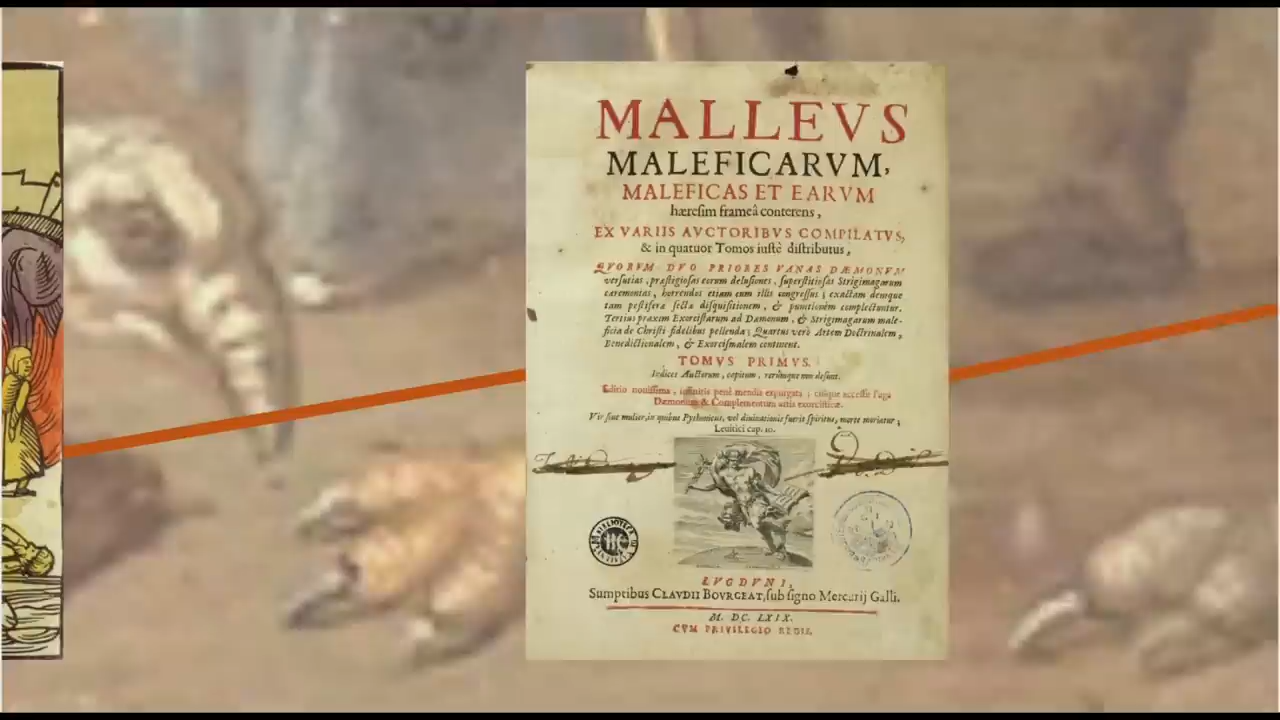 MALLEVS
MALEFICARVM,
MALEFICAS ET EARVM
hæresim frameâ conterens,
EX VARIIS AVCTORIBVS COMPILATVS,
& in quatuor Tomos iustè distributus,
QVORVM DVO PRIORES VANAS DÆMONVM
versutias, præstigiosas eorum delusiones, superstitiosas Strigimagarum
cæremonias, horrendos etiam cum illis congressus; exactam denique
tam pestiferæ sectæ disquisitionem, & punitionem complectuntur.
Tertius praxim Exorcistarum ad Dæmonum, & Strigimagarum male-
ficia de Christi fidelibus pellenda; Quartus verò Artem Doctrinalem,
Benedictionalem, & Exorcismalem continent.
TOMVS PRIMVS.
Indices Auctorum, capitum, rerumque non desunt.
Editio nouissima, infinitis penè mendis expurgata; cuique accessit Fuga
Dæmonum & Complementum artis exorcisticæ.
Vir siue mulier, in quibus Pythonicus, vel diuinationis fuerit spiritus, morte moriatur;
Leuitici cap. 10.
LVGDVNI,
Sumptibus CLAVDII BOVRGEAT, sub signo Mercurij Galli.
M. DC. LXIX.
CVM PRIVILEGIO REGIS.